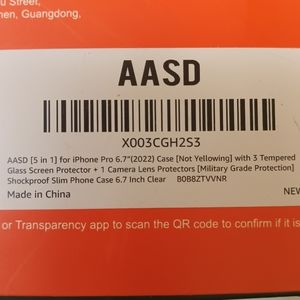 u Street,
hen, Guangdong,
AASD
X003CGH2S3
AASD [5 in 1] for iPhone Pro 6.7"(2022) Case [Not Yellowing] with 3 Tempered
Glass Screen Protector + 1 Camera Lens Protectors [Military Grade Protection]
Shockproof Slim Phone Case 6.7 Inch Clear B0B8ZTVVNR
Made in China NEW
or Transparency app to scan the QR code to confirm if it is